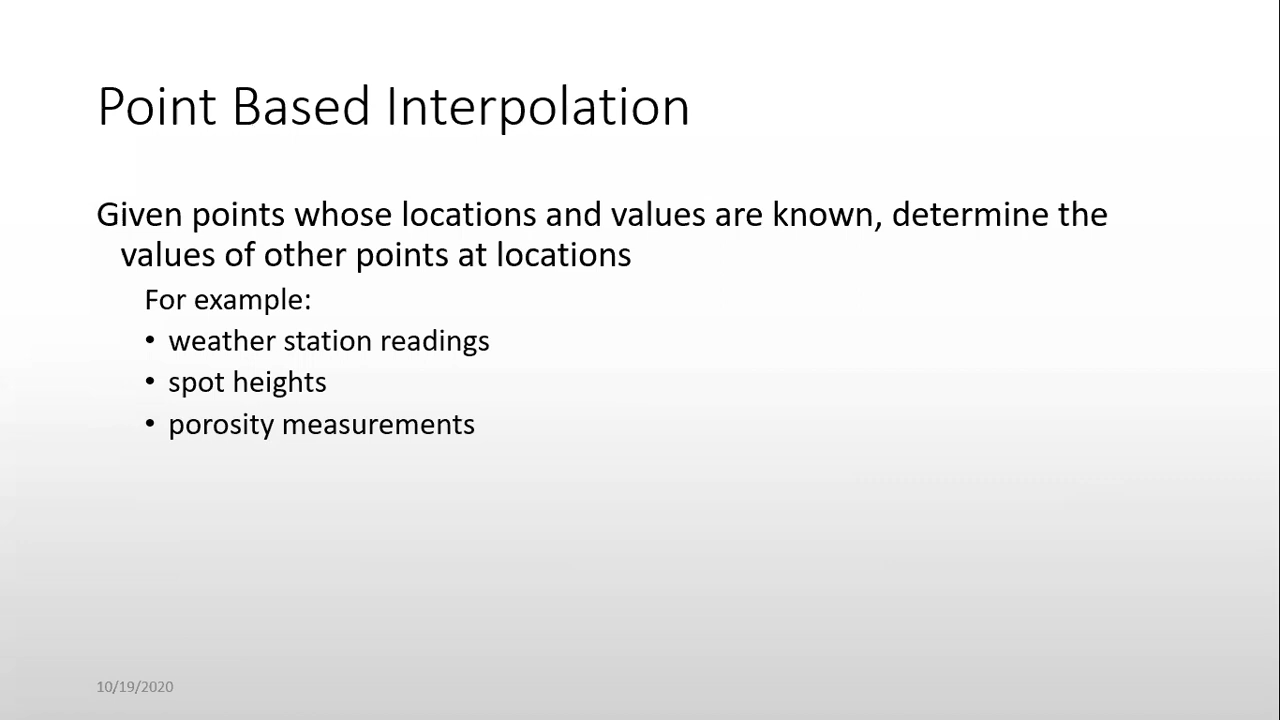 Point Based Interpolation
Given points whose locations and values are known, determine the
values of other points at locations
For example:
• weather station readings
• spot heights
• porosity measurements
10/19/2020